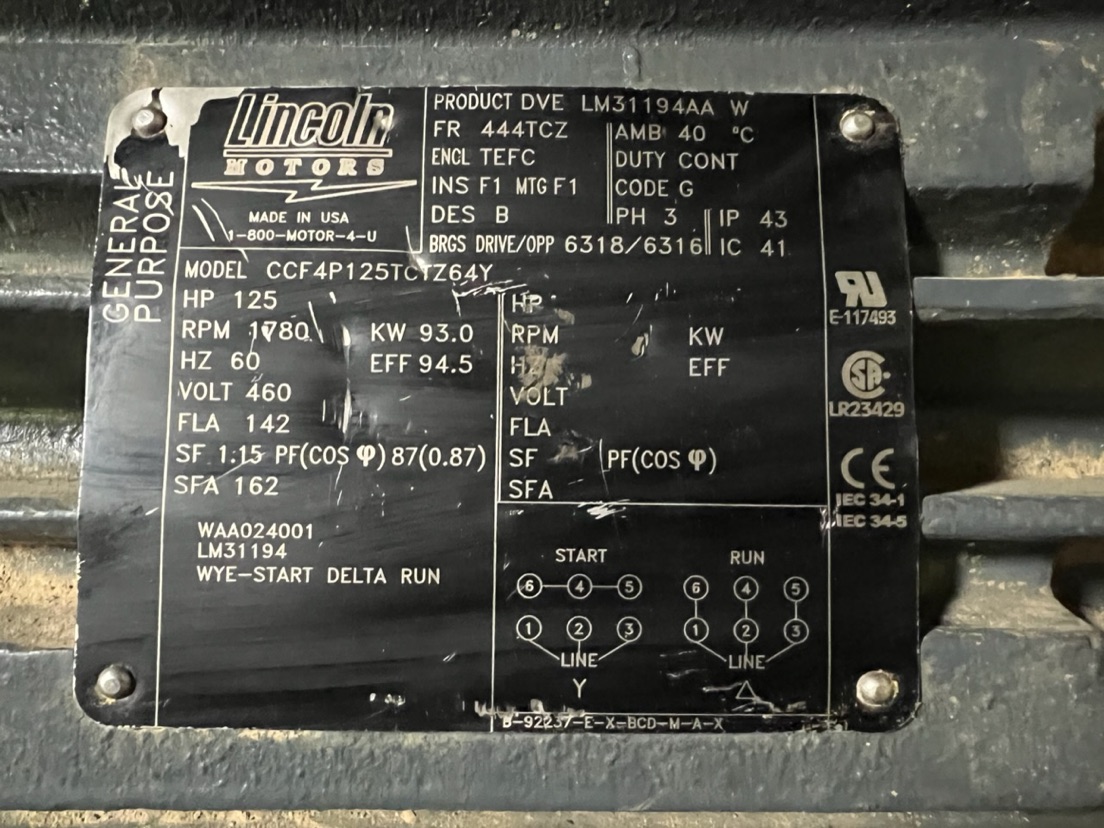 GENERAL PURPOSE
Lincoln
MOTORS
MADE IN USA
1-800-MOTOR-4-U
PRODUCT DVE LM31194AA W
FR 444TCZ
AMB 40 °C
ENCL TEFC
DUTY CONT
INS F1 MTG F1
CODE G
DES B
PH 3
IP 43
BRGS DRIVE/OPP 6318/6316
IC 41
MODEL CCF4P125TCTZ64Y
HP 125
RPM 1780 KW 93.0
HZ 60 EFF 94.5
VOLT 460
FLA 142
SF 1.15 PF(COS φ) 87(0.87)
SFA 162
WAA024001
LM31194
WYE-START DELTA RUN
HP
RPM KW
HZ EFF
VOLT
FLA
SF PF(COS φ)
SFA
START RUN
6 4 5 6 4 5
1 2 3 1 2 3
LINE LINE
Y Δ
B-92237-E-X-BCD-M-A-X
RU
E-117493
SA
LR23429
CE
IEC 34-1
IEC 34-5